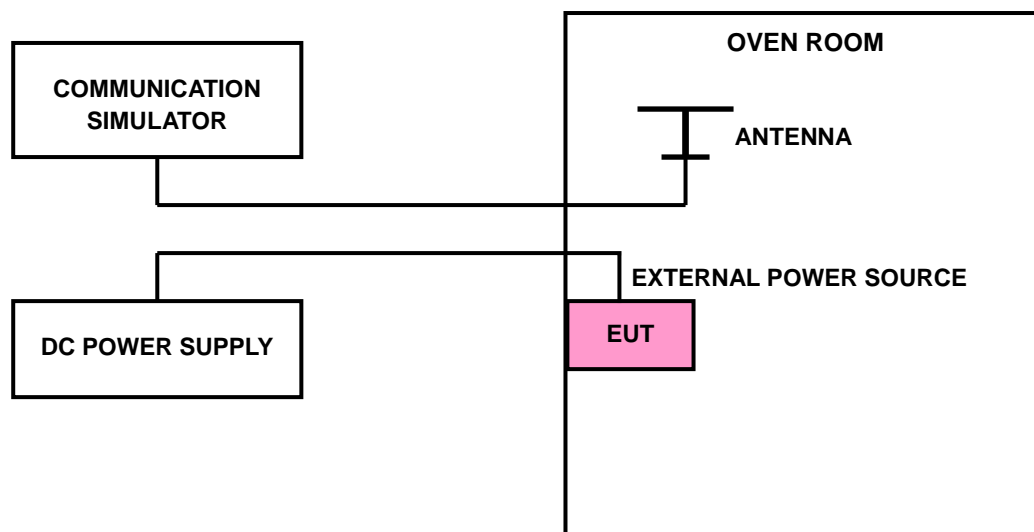 OVEN ROOM
COMMUNICATION
SIMULATOR
ANTENNA
EXTERNAL POWER SOURCE
DC POWER SUPPLY
EUT